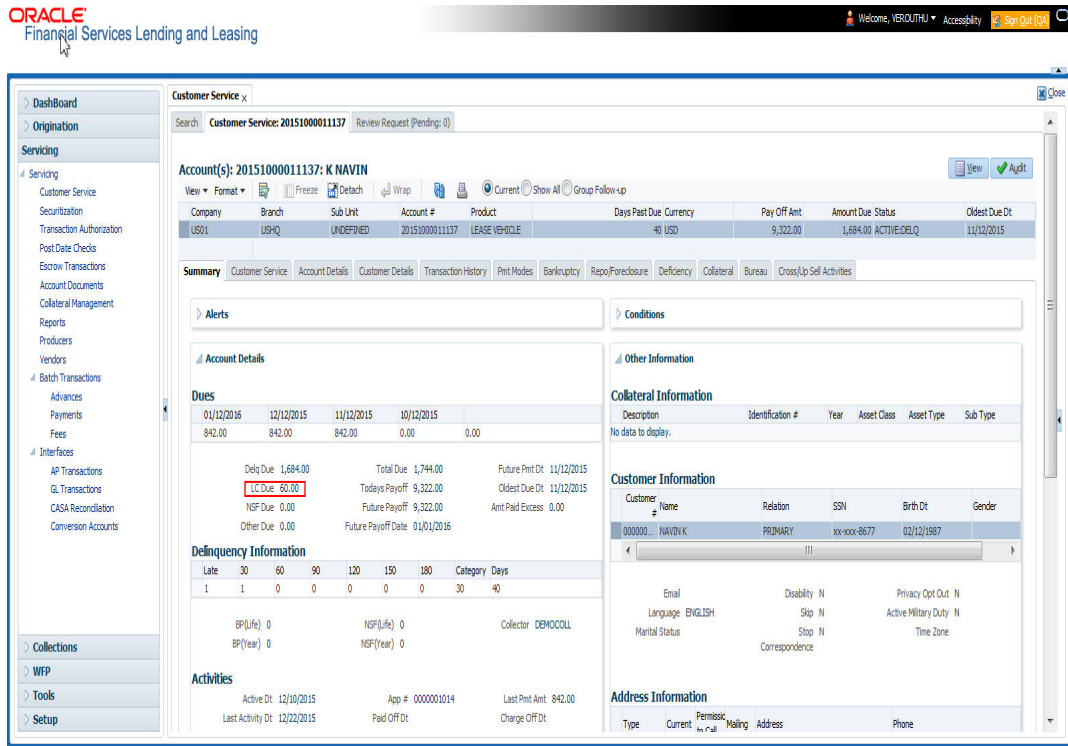 ORACLE'
Financial Services Lending and Leasing
Welcome, VEROUTHU Accessibility Sign Out [QA]
Close
DashBoard
Origination
Servicing
Servicing
Customer Service
Securitization
Transaction Authorization
Post Date Checks
Escrow Transactions
Account Documents
Collateral Management
Reports
Producers
Vendors
Batch Transactions
Advances
Payments
Fees
Interfaces
AP Transactions
GL Transactions
CASA Reconciliation
Conversion Accounts
Collections
WFP
Tools
Setup
Customer Service X
Search Customer Service: 20151000011137 Review Request (Pending: 0)
Account(s): 20151000011137: K NAVIN
View Audit
View Format Freeze Detach Wrap Current Show All Group Follow-up
Company Branch Sub Unit Account # Product Days Past Due Currency Pay Off Amt Amount Due Status Oldest Due Dt
US01 USHQ UNDEFINED 20151000011137 LEASE VEHICLE 40 USD 9,322.00 1,684.00 ACTIVE:DELQ 11/12/2015
Summary Customer Service Account Details Customer Details Transaction History Pmt Modes Bankruptcy Repo/Foreclosure Deficiency Collateral Bureau Cross/Up Sell Activities
Alerts
Account Details
Dues
01/12/2016 12/12/2015 11/12/2015 10/12/2015
842.00 842.00 842.00 0.00 0.00
Delq Due 1,684.00 Total Due 1,744.00 Future Pmt Dt 11/12/2015
LC Due 60.00 Todays Payoff 9,322.00 Oldest Due Dt 11/12/2015
NSF Due 0.00 Future Payoff 9,322.00 Amt Paid Excess 0.00
Other Due 0.00 Future Payoff Date 01/01/2016
Delinquency Information
Late 30 60 90 120 150 180 Category Days
1 1 0 0 0 0 0 30 40
BP(Life) 0 NSF(Life) 0 Collector DEMOCOLL
BP(Year) 0 NSF(Year) 0
Activities
Active Dt 12/10/2015 App # 0000001014 Last Pmt Amt 842.00
Last Activity Dt 12/22/2015 Paid Off Dt Charge Off Dt
Conditions
Other Information
Collateral Information
Description Identification # Year Asset Class Asset Type Sub Type
No data to display.
Customer Information
Customer # Name Relation SSN Birth Dt Gender
000000... NAVIN K PRIMARY xx-xxx-8677 02/12/1987
Email Disability N Privacy Opt Out N
Language ENGLISH Skip N Active Military Duty N
Marital Status Stop Correspondence N Time Zone
Address Information
Type Current Permissic to Call Mailing Address Phone